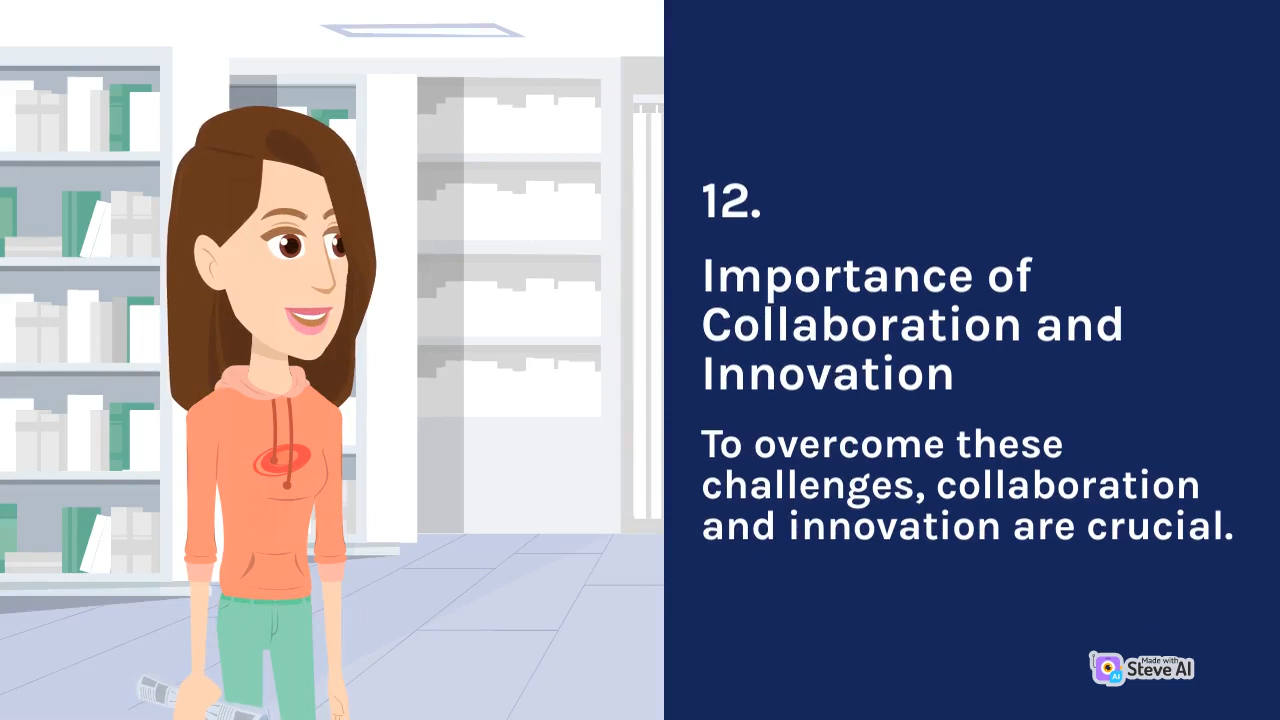 12.
Importance of
Collaboration and
Innovation
To overcome these
challenges, collaboration
and innovation are crucial.
Made with
Steve AI
AI